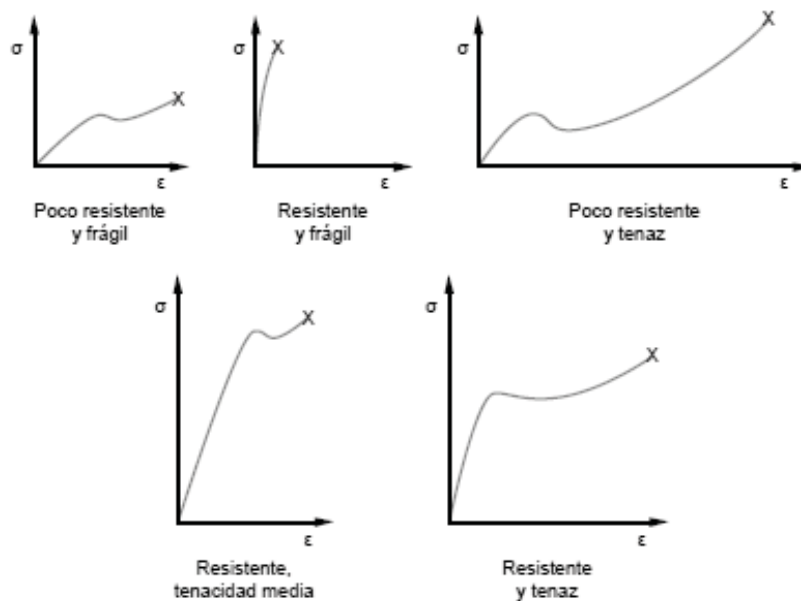 σ
X
ε
Poco resistente
y frágil
σ
X
ε
Resistente
y frágil
σ
X
ε
Poco resistente
y tenaz
σ
X
ε
Resistente,
tenacidad media
σ
X
ε
Resistente
y tenaz